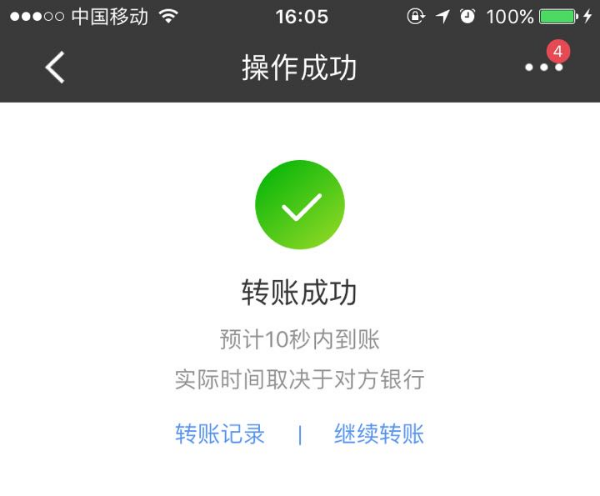 中国移动 16:05 100%
操作成功 4
转账成功
预计10秒内到账
实际时间取决于对方银行
转账记录 | 继续转账